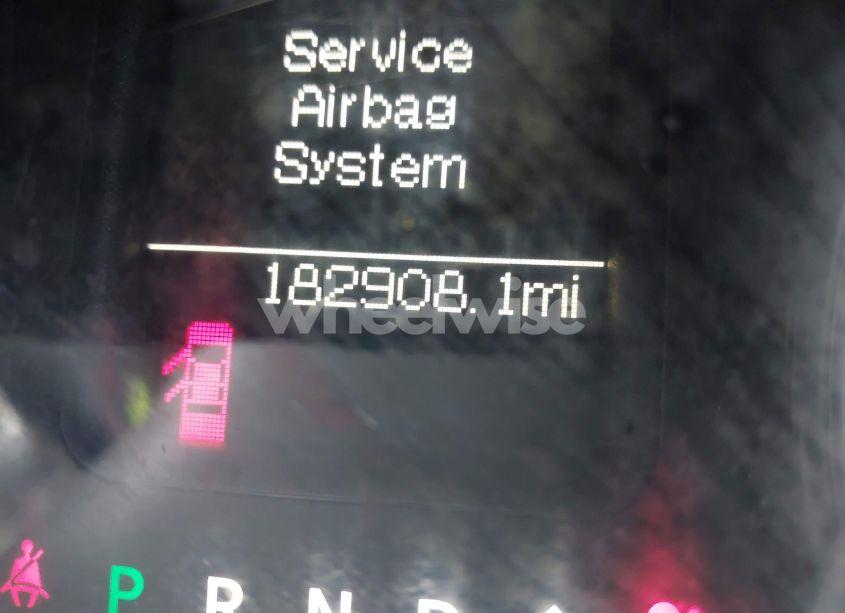 Service
Airbag
System
182908.1mi
wheelwise
P R N D